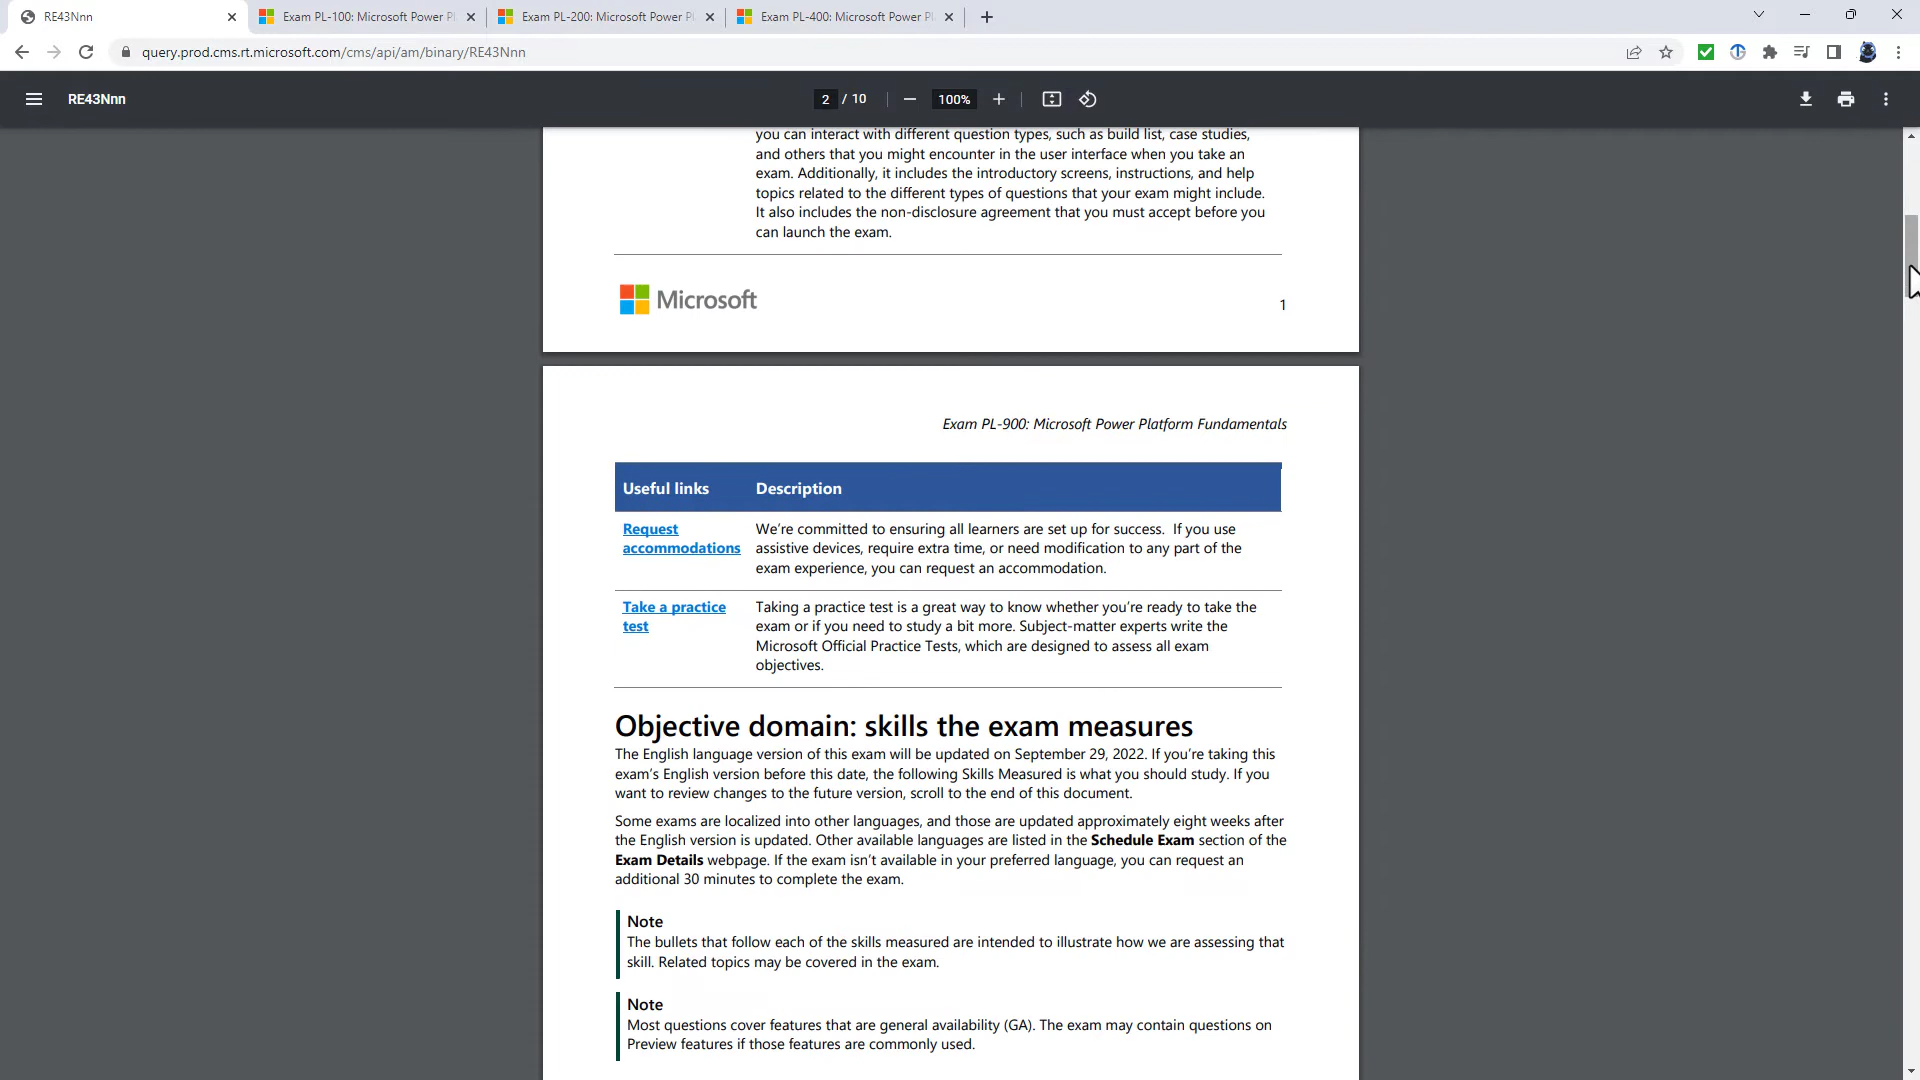 RE43Nnn
Exam PL-100: Microsoft Power Pl
Exam PL-200: Microsoft Power Pl
Exam PL-400: Microsoft Power Pl
query.prod.cms.rt.microsoft.com/cms/api/am/binary/RE43Nnn
RE43Nnn
2 / 10
100%
you can interact with different question types, such as build list, case studies,
and others that you might encounter in the user interface when you take an
exam. Additionally, it includes the introductory screens, instructions, and help
topics related to the different types of questions that your exam might include.
It also includes the non-disclosure agreement that you must accept before you
can launch the exam.
Microsoft
1
Exam PL-900: Microsoft Power Platform Fundamentals
Useful links Description
Request We’re committed to ensuring all learners are set up for success.  If you use
accommodations assistive devices, require extra time, or need modification to any part of the
exam experience, you can request an accommodation.
Take a practice Taking a practice test is a great way to know whether you’re ready to take the
test exam or if you need to study a bit more. Subject-matter experts write the
Microsoft Official Practice Tests, which are designed to assess all exam
objectives.
Objective domain: skills the exam measures
The English language version of this exam will be updated on September 29, 2022. If you’re taking this
exam’s English version before this date, the following Skills Measured is what you should study. If you
want to review changes to the future version, scroll to the end of this document.
Some exams are localized into other languages, and those are updated approximately eight weeks after
the English version is updated. Other available languages are listed in the Schedule Exam section of the
Exam Details webpage. If the exam isn’t available in your preferred language, you can request an
additional 30 minutes to complete the exam.
Note
The bullets that follow each of the skills measured are intended to illustrate how we are assessing that
skill. Related topics may be covered in the exam.
Note
Most questions cover features that are general availability (GA). The exam may contain questions on
Preview features if those features are commonly used.